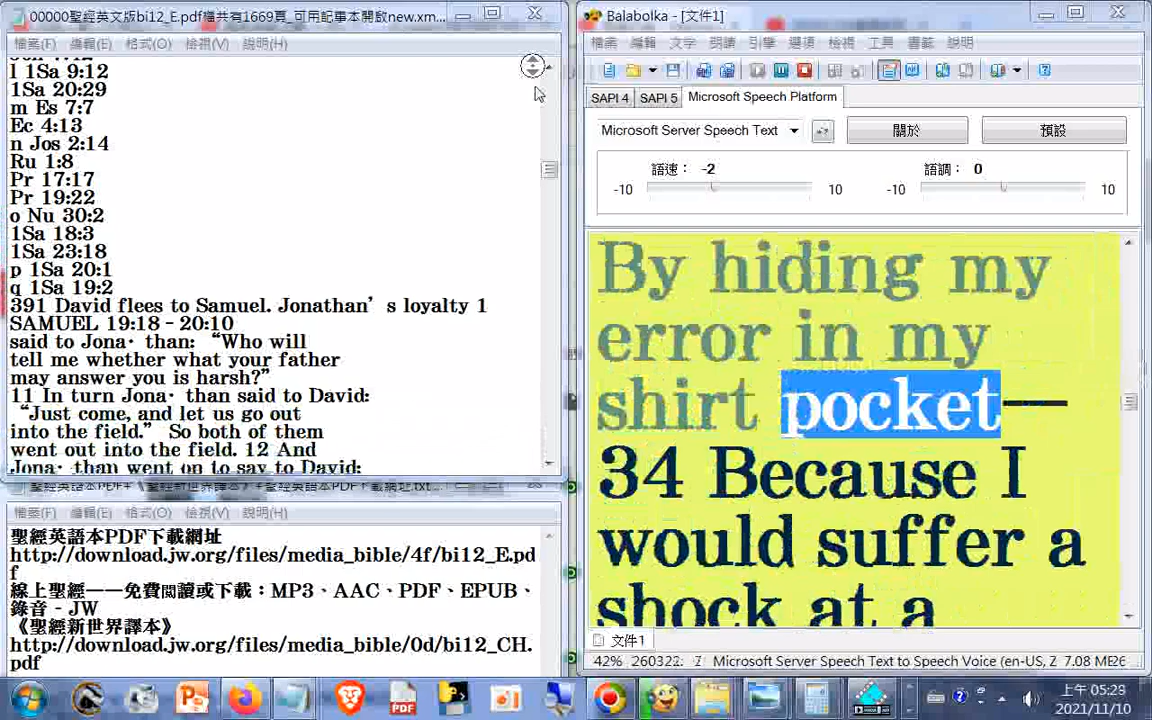 00000聖經英文版bi12_E.pdf檔共有1669頁_可用記事本開啟new.xm...
檔案(F) 編輯(E) 格式(O) 檢視(V) 說明(H)
l 1Sa 9:12
1Sa 20:29
m Es 7:7
Ec 4:13
n Jos 2:14
Ru 1:8
Pr 17:17
Pr 19:22
o Nu 30:2
1Sa 18:3
1Sa 23:18
p 1Sa 20:1
q 1Sa 19:2
391 David flees to Samuel. Jonathan's loyalty 1
SAMUEL 19:18-20:10
said to Jona·than: “Who will
tell me whether what your father
may answer you is harsh?”
11 In turn Jona·than said to David:
“Just come, and let us go out
into the field.” So both of them
went out into the field. 12 And
Jona·than went on to say to David:
檔案(F) 編輯(E) 格式(O) 檢視(V) 說明(H)
聖經英語本PDF下載網址
http://download.jw.org/files/media_bible/4f/bi12_E.pd
f
線上聖經——免費閱讀或下載：MP3、AAC、PDF、EPUB、
錄音 - JW
《聖經新世界譯本》
http://download.jw.org/files/media_bible/0d/bi12_CH.
pdf
Balabolka - [文件1]
檔案 編輯 文字 朗讀 引擎 選項 檢視 工具 書籤 說明
SAPI 4 SAPI 5 Microsoft Speech Platform
Microsoft Server Speech Text 關於 預設
語速： -2 語調： 0
-10 10 -10 10
By hiding my
error in my
shirt pocket—
34 Because I
would suffer a
shock at a
文件1
42% 260322. Microsoft Server Speech Text to Speech Voice (en-US, Z 7.08 ME26
PDF
上午 05:29
2021/11/10